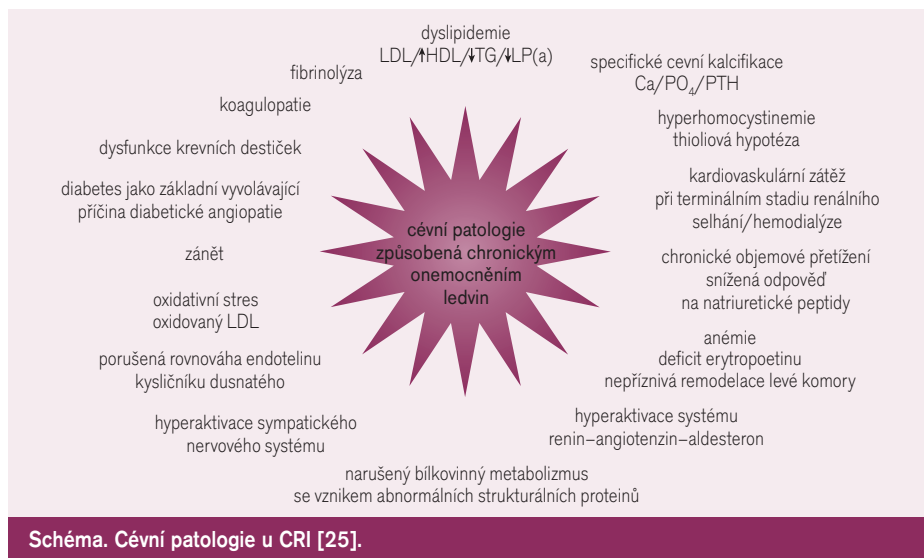 dyslipidemie
LDL/↑HDL/↓TG/↓LP(a)
specifické cevní kalcifikace
Ca/PO4/PTH
hyperhomocystinemie
thioliová hypotéza
kardiovaskulární zátěž
při terminálním stadiu renálního
selhání/hemodialýze
chronické objemové přetížení
snížená odpověď
na natriuretické peptidy
anémie
deficit erytropoetinu
nepříznivá remodelace levé komory
hyperaktivace systému
renin–angiotenzin–aldesteron
narušený bílkovinný metabolizmus
se vznikem abnormálních strukturálních proteinů
hyperaktivace sympatického
nervového systému
porušená rovnováha endotelinu
kysličníku dusnatého
oxidativní stres
oxidovaný LDL
zánět
diabetes jako základní vyvolávající
příčina diabetické angiopatie
dysfunkce krevních destiček
koagulopatie
fibrinolýza
cévní patologie
způsobená chronickým
onemocněním
ledvin
Schéma. Cévní patologie u CRI [25].